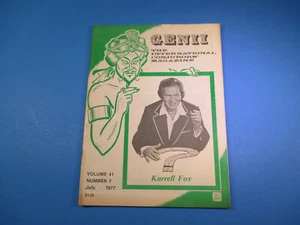 GENII
THE
INTERNATIONAL
CONJURORS'
MAGAZINE
Karrell Fox
VOLUME 41
NUMBER 7
July, 1977